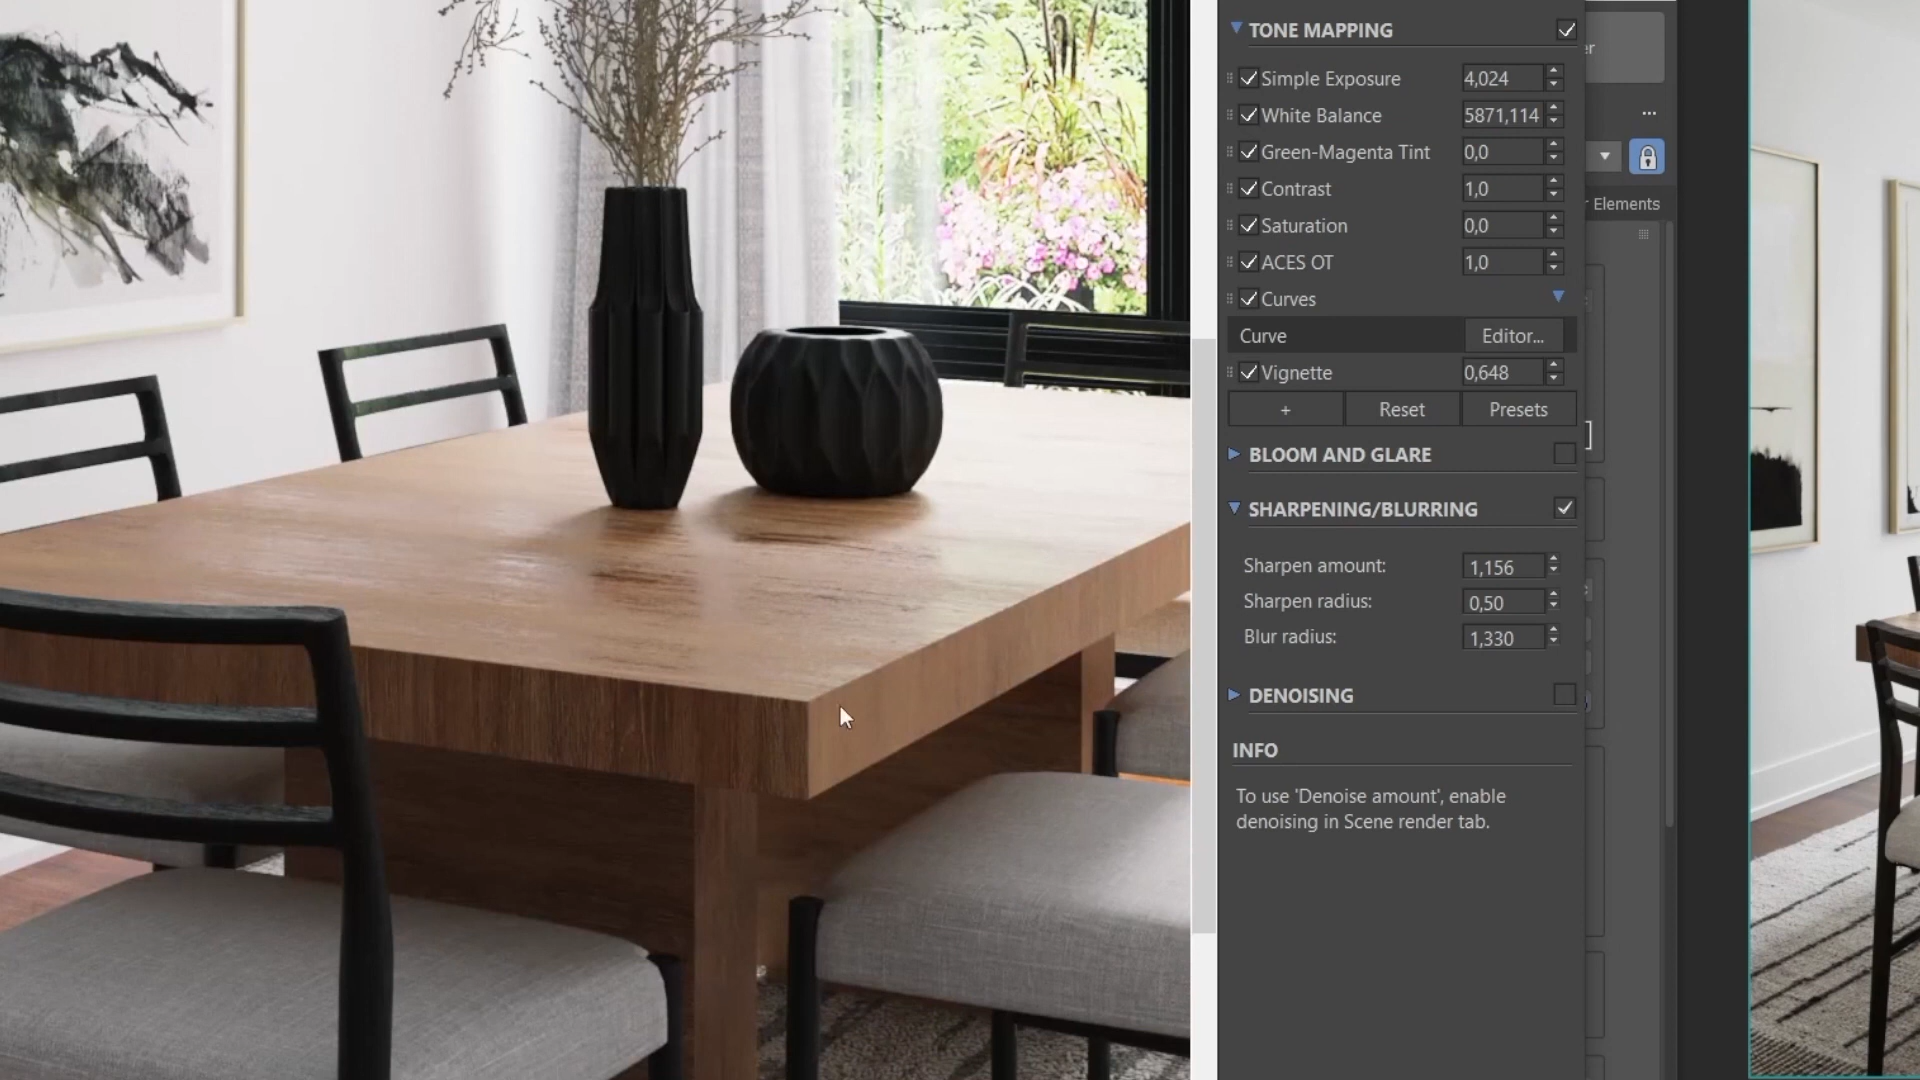 TONE MAPPING
Simple Exposure 4,024
White Balance 5871,114
Green-Magenta Tint 0,0
Contrast 1,0
Saturation 0,0
ACES OT 1,0
Curves
Curve Editor...
Vignette 0,648
+ Reset Presets
BLOOM AND GLARE
SHARPENING/BLURRING
Sharpen amount: 1,156
Sharpen radius: 0,50
Blur radius: 1,330
DENOISING
INFO
To use 'Denoise amount', enable
denoising in Scene render tab.
er
...
r Elements